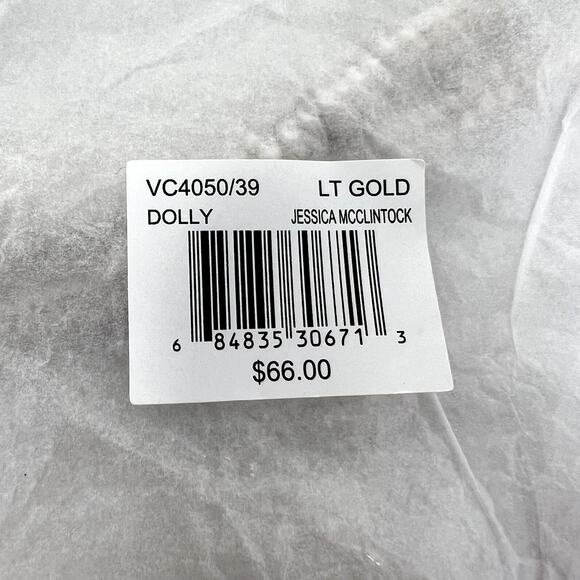 VC4050/39 LT GOLD
DOLLY JESSICA MCCLINTOCK
6 84835 30671 3
$66.00